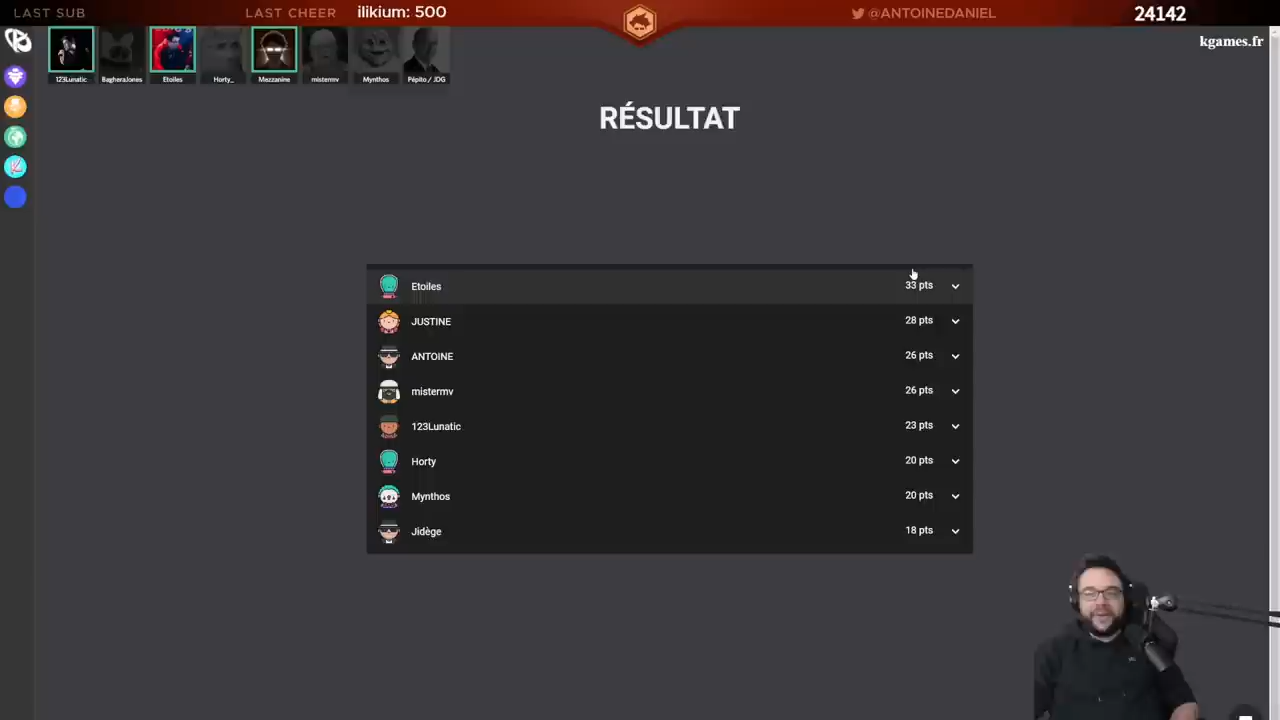 LAST SUB
LAST CHEER
ilikium: 500
@ANTOINEDANIEL
24142
kgames.fr
123Lunatic
BagheraJones
Etoiles
Horty_
Mezzanine
mistermv
Mynthos
Pépito / JDG
RÉSULTAT
Etoiles 33 pts
JUSTINE 28 pts
ANTOINE 26 pts
mistermv 26 pts
123Lunatic 23 pts
Horty 20 pts
Mynthos 20 pts
Jidège 18 pts